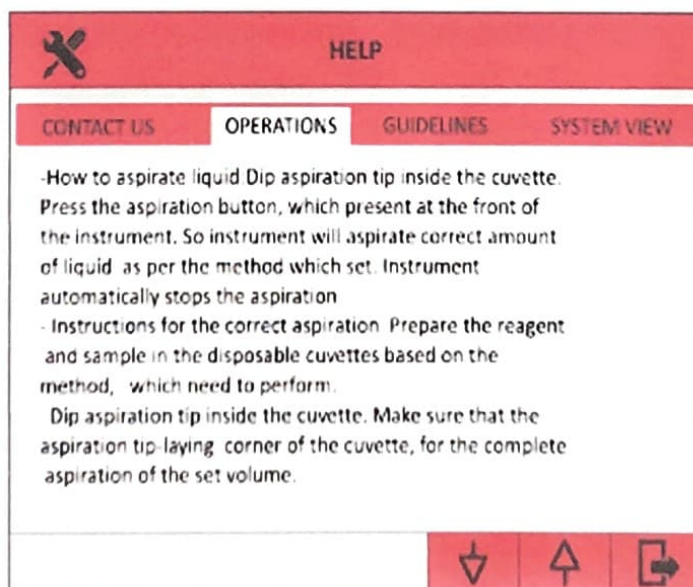 HELP
CONTACT US OPERATIONS GUIDELINES SYSTEM VIEW
-How to aspirate liquid Dip aspiration tip inside the cuvette.
Press the aspiration button, which present at the front of
the instrument. So instrument will aspirate correct amount
of liquid as per the method which set. Instrument
automatically stops the aspiration
- Instructions for the correct aspiration Prepare the reagent
and sample in the disposable cuvettes based on the
method, which need to perform.
Dip aspiration tip inside the cuvette. Make sure that the
aspiration tip-laying corner of the cuvette, for the complete
aspiration of the set volume.